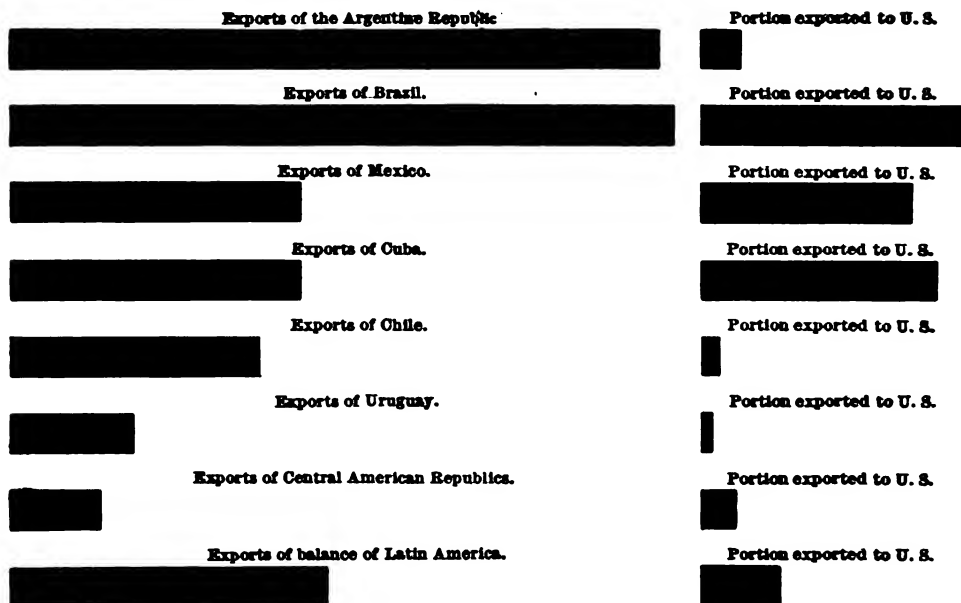 Exports of the Argentine Republic Portion exported to U. S.
Exports of Brazil. Portion exported to U. S.
Exports of Mexico. Portion exported to U. S.
Exports of Cuba. Portion exported to U. S.
Exports of Chile. Portion exported to U. S.
Exports of Uruguay. Portion exported to U. S.
Exports of Central American Republics. Portion exported to U. S.
Exports of balance of Latin America. Portion exported to U. S.